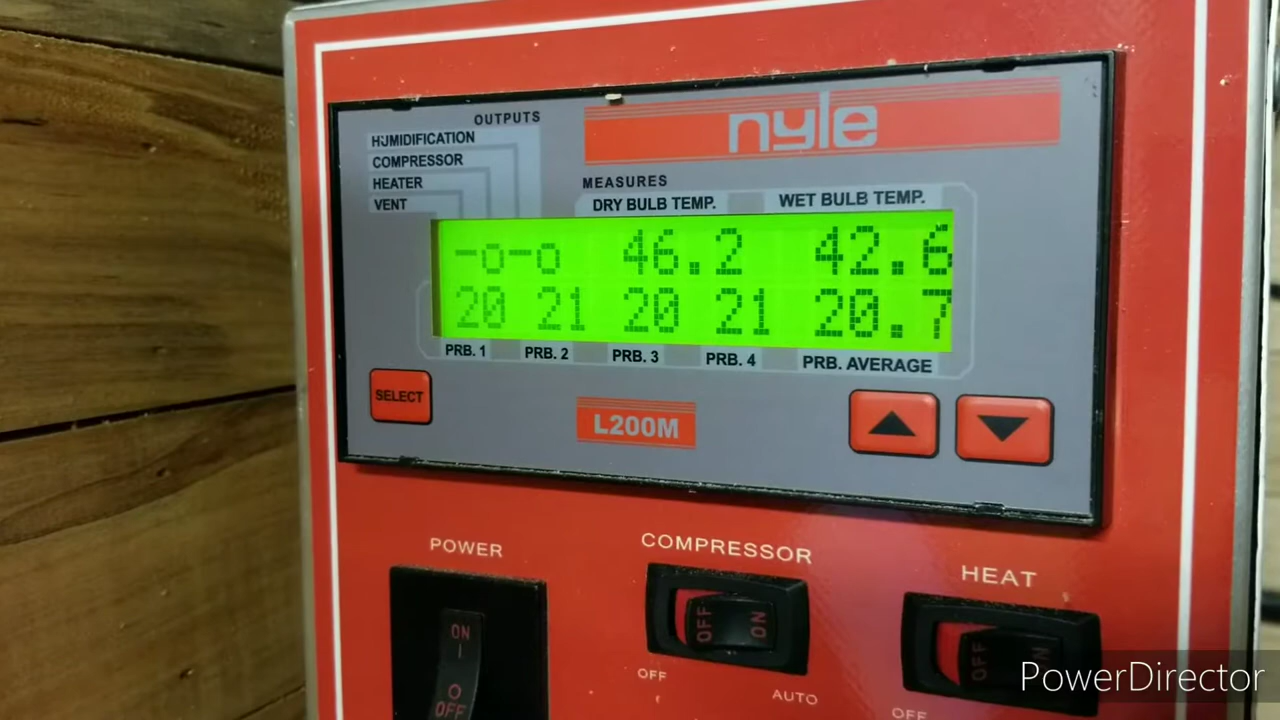 OUTPUTS
HUMIDIFICATION
COMPRESSOR
HEATER
VENT
nyle
MEASURES
DRY BULB TEMP. WET BULB TEMP.
-o-o 46.2 42.6
20 21 20 21 20.7
PRB. 1 PRB. 2 PRB. 3 PRB. 4 PRB. AVERAGE
SELECT
L200M
POWER
COMPRESSOR
HEAT
ON
OFF
OFF ON
OFF AUTO
OFF ON
OFF
PowerDirector